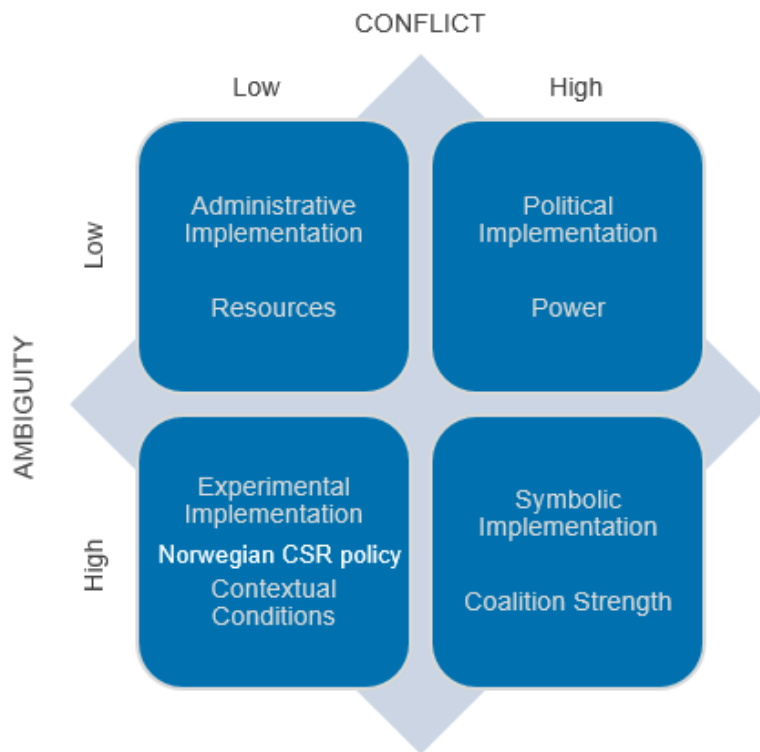 CONFLICT
Low
High
AMBIGUITY
Low
Administrative
Implementation
Resources
Political
Implementation
Power
High
Experimental
Implementation
Norwegian CSR policy
Contextual
Conditions
Symbolic
Implementation
Coalition Strength